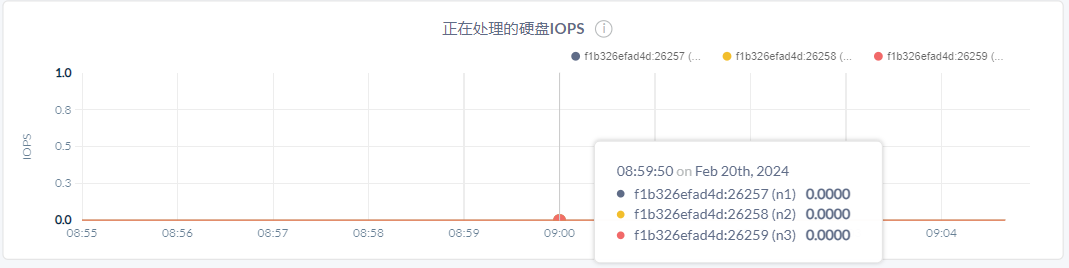 正在处理的硬盘IOPS i
f1b326efad4d:26257 (... f1b326efad4d:26258 (... f1b326efad4d:26259 (...
1.0
0.8
0.5
0.3
0.0
IOPS
08:55 08:56 08:57 08:58 08:59 09:00 09:04
08:59:50 on Feb 20th, 2024
f1b326efad4d:26257 (n1) 0.0000
f1b326efad4d:26258 (n2) 0.0000
f1b326efad4d:26259 (n3) 0.0000